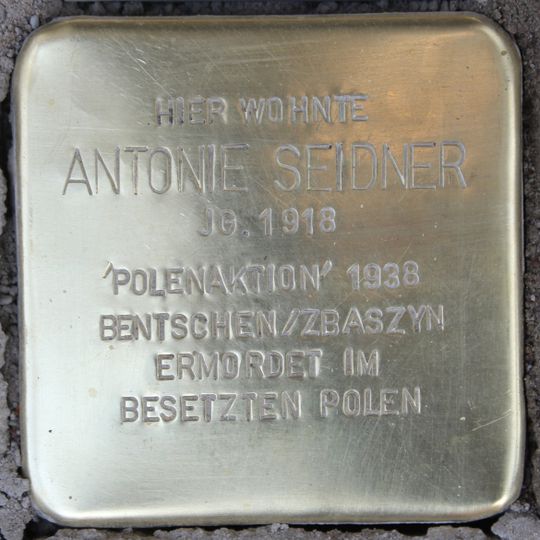 HIER WOHNTE
ANTONIE SEIDNER
JG. 1918
'POLENAKTION' 1938
BENTSCHEN/ZBASZYN
ERMORDET IM
BESETZTEN POLEN